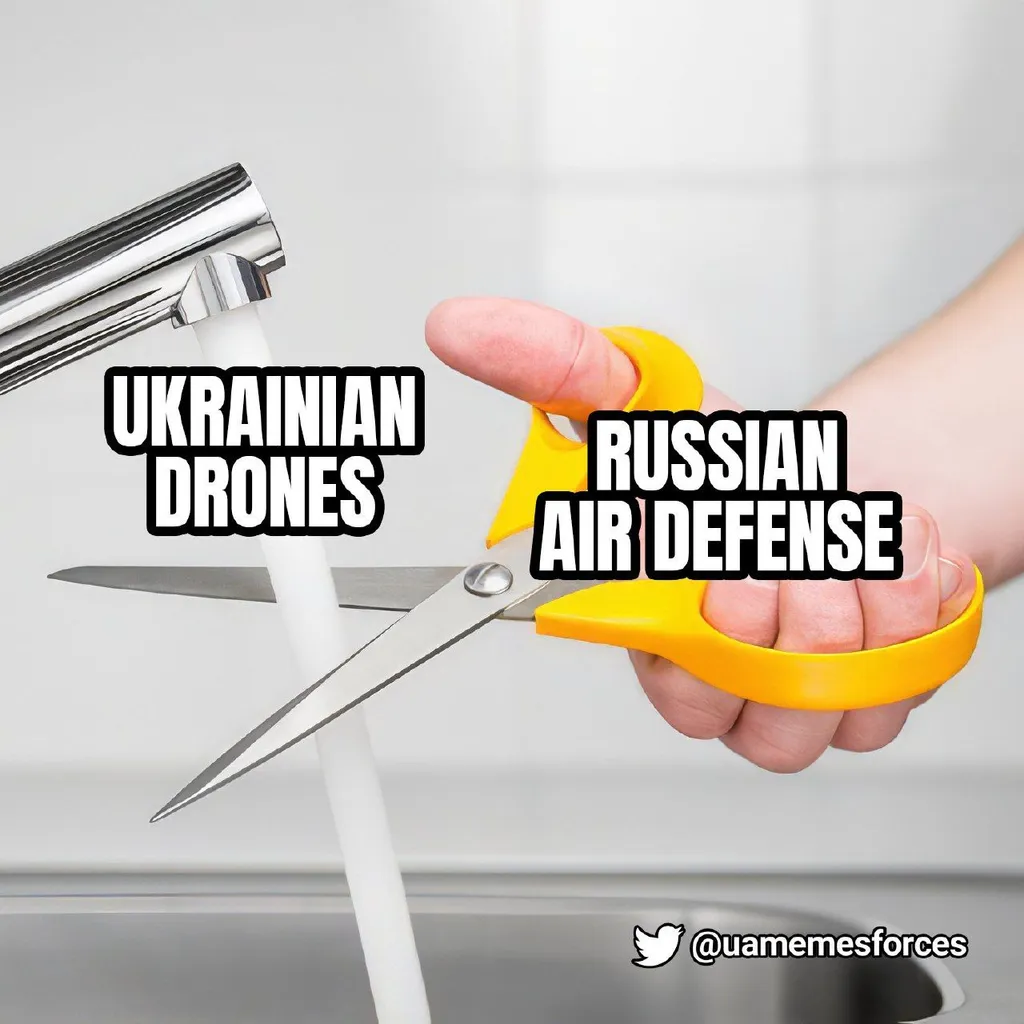 UKRAINIAN
DRONES
RUSSIAN
AIR DEFENSE
@uamemesforces